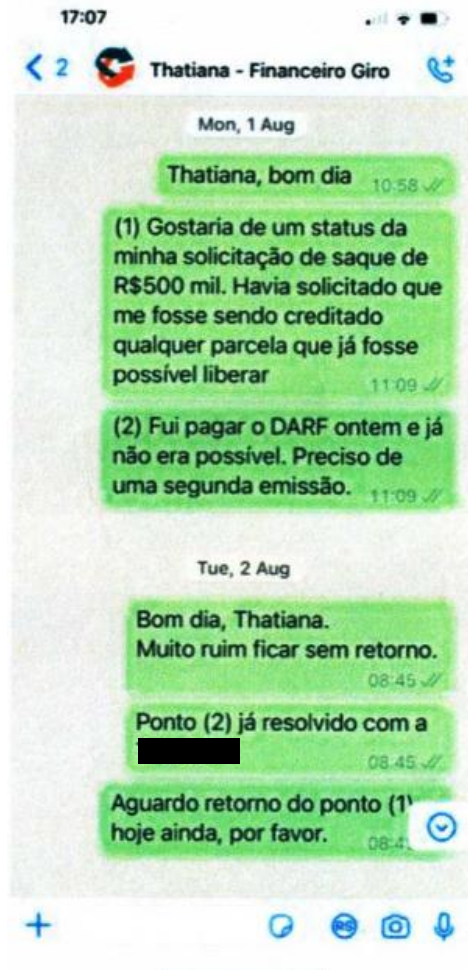 17:07
2 Thatiana - Financeiro Giro
Mon, 1 Aug
Thatiana, bom dia
10:58
(1) Gostaria de um status da
minha solicitação de saque de
R$500 mil. Havia solicitado que
me fosse sendo creditado
qualquer parcela que já fosse
possível liberar
11:09
(2) Fui pagar o DARF ontem e já
não era possível. Preciso de
uma segunda emissão.
11:09
Tue, 2 Aug
Bom dia, Thatiana.
Muito ruim ficar sem retorno.
08:45
Ponto (2) já resolvido com a
08:45
Aguardo retorno do ponto (1)
hoje ainda, por favor.
R$